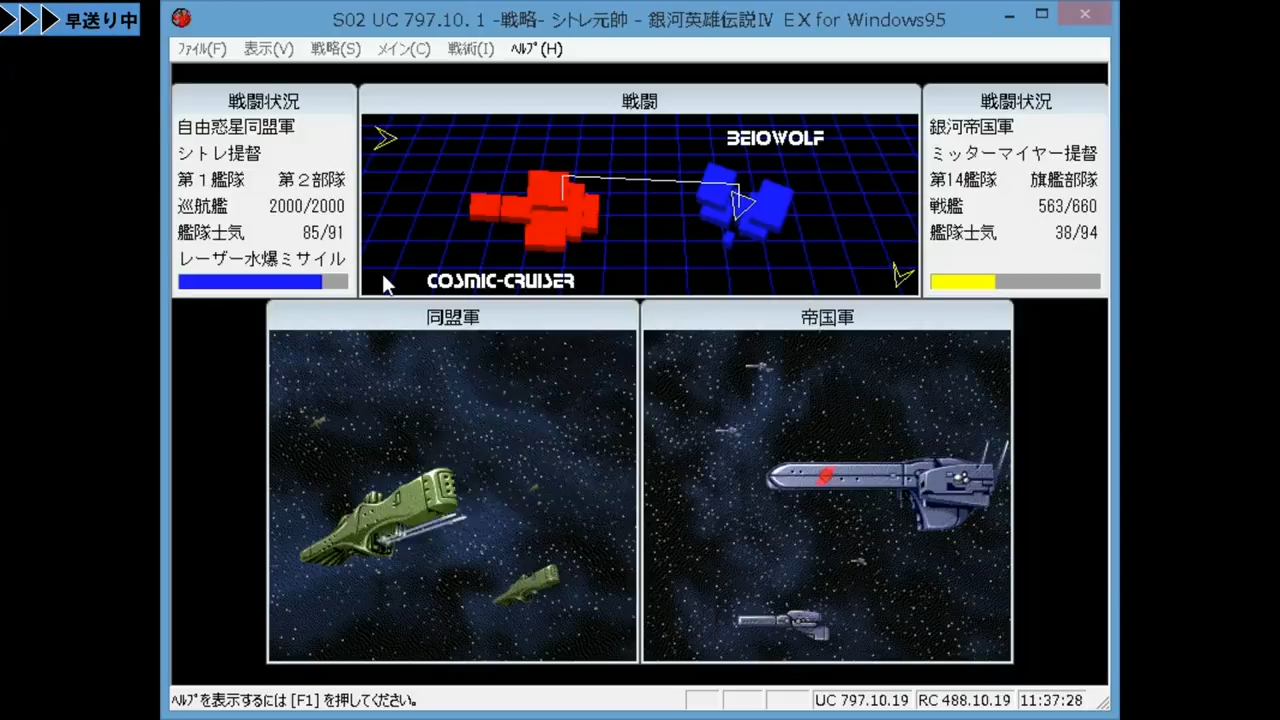 早送り中
S02 UC 797.10. 1 -戦略- シトレ元帥 - 銀河英雄伝説Ⅳ EX for Windows95
ﾌｧｲﾙ(F) 表示(V) 戦略(S) メイン(C) 戦術(I) ﾍﾙﾌﾟ(H)
戦闘状況
自由惑星同盟軍
シトレ提督
第１艦隊 第２部隊
巡航艦 2000/2000
艦隊士気 85/91
レーザー水爆ミサイル
戦闘
BEIOWOLF
COSMIC-CRUISER
戦闘状況
銀河帝国軍
ミッターマイヤー提督
第14艦隊 旗艦部隊
戦艦 563/660
艦隊士気 38/94
同盟軍
帝国軍
ﾍﾙﾌﾟを表示するには [F1] を押してください。
UC 797.10.19 RC 488.10.19 11:37:28